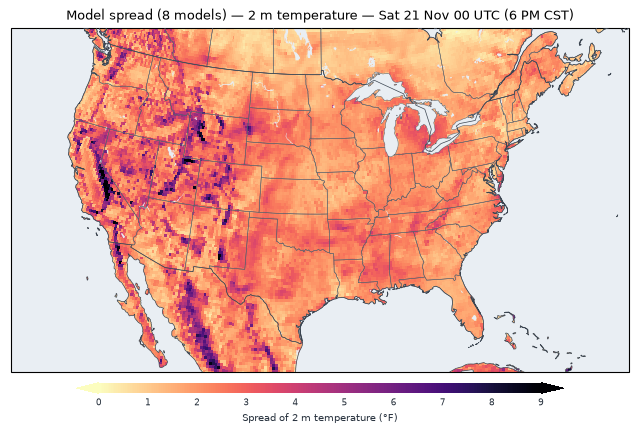 Model spread (8 models) — 2 m temperature — Sat 21 Nov 00 UTC (6 PM CST)
0 1 2 3 4 5 6 7 8 9
Spread of 2 m temperature (°F)